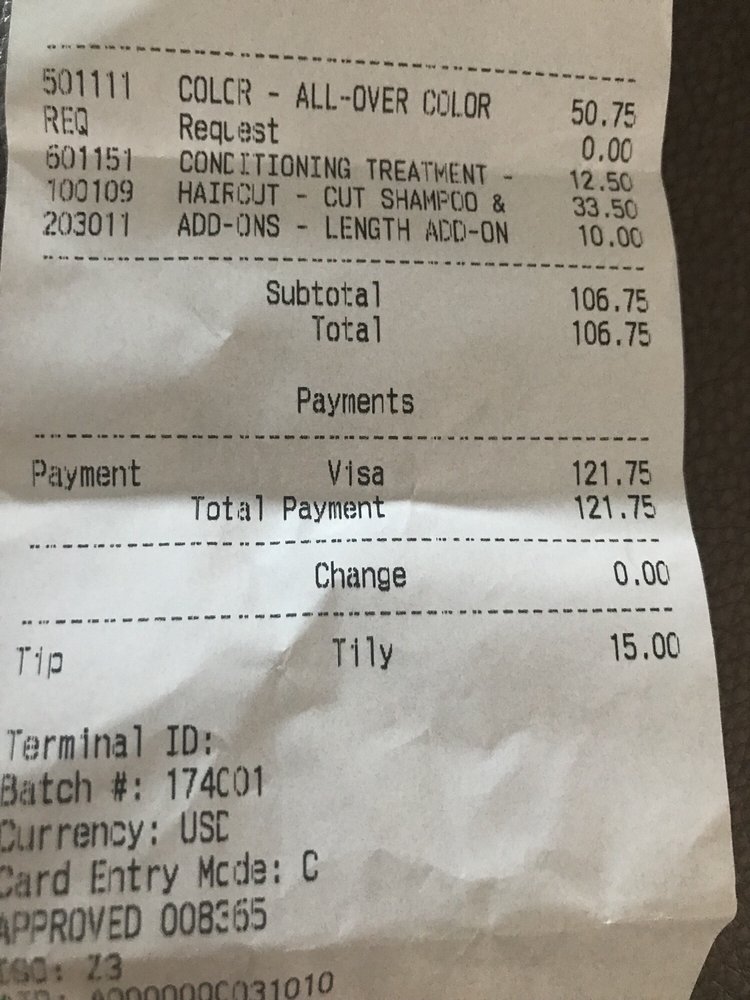 501111 COLOR - ALL-OVER COLOR 50.75
REQ Request 0.00
601151 CONDITIONING TREATMENT - 12.50
100109 HAIRCUT - CUT SHAMPOO & 33.50
203011 ADD-ONS - LENGTH ADD-ON 10.00
Subtotal 106.75
Total 106.75
Payments
Payment Visa 121.75
Total Payment 121.75
Change 0.00
Tip Tily 15.00
Terminal ID:
Batch #: 174001
Currency: USD
Card Entry Mode: C
APPROVED 008365
Z3